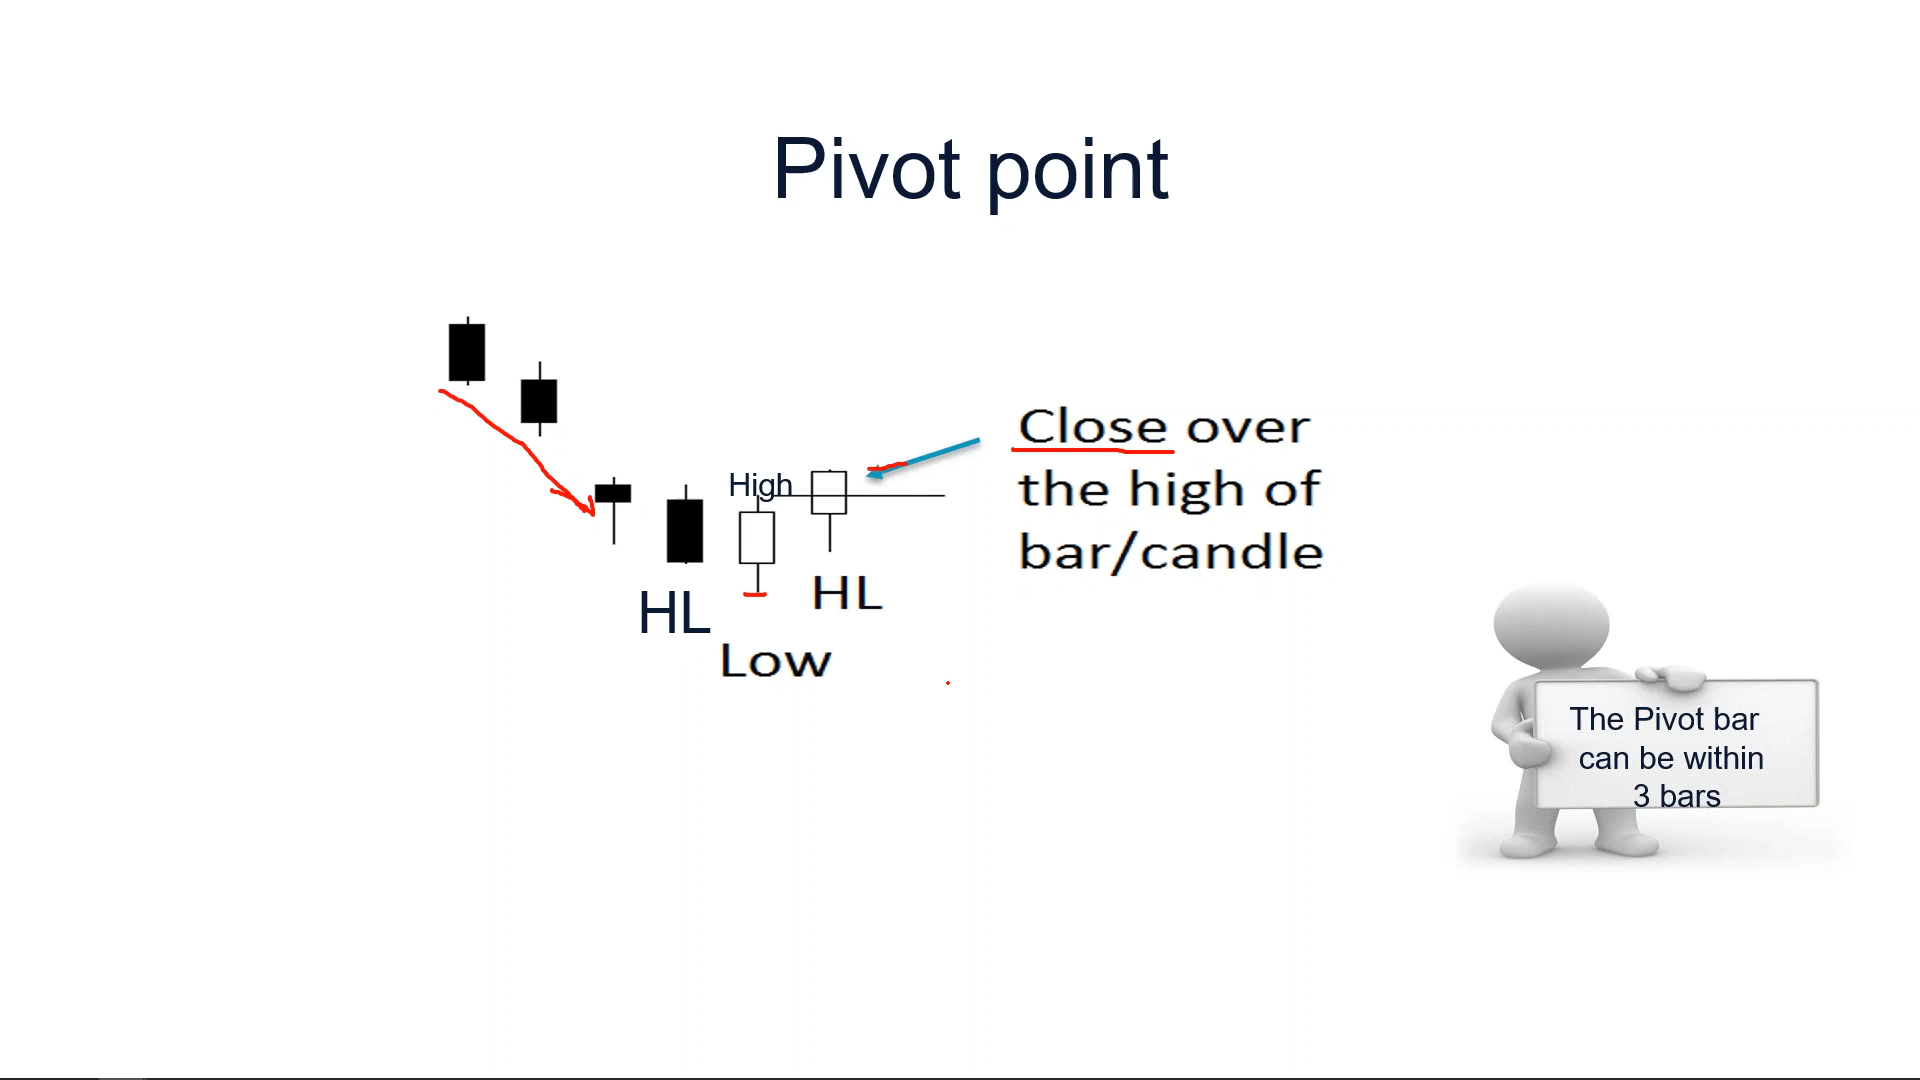 Pivot point
High
HL
Low
HL
Close over
the high of
bar/candle
The Pivot bar
can be within
3 bars